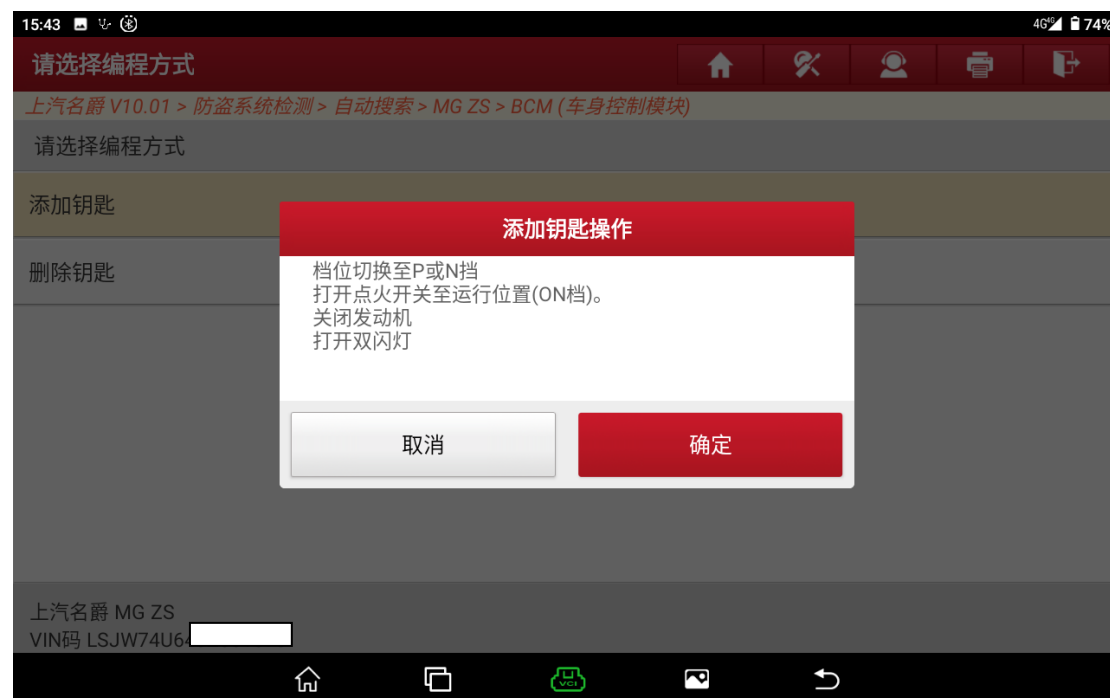 15:43
4G 4G 74%
请选择编程方式
上汽名爵 V10.01 > 防盗系统检测 > 自动搜索 > MG ZS > BCM (车身控制模块)
请选择编程方式
添加钥匙
删除钥匙
添加钥匙操作
档位切换至P或N挡
打开点火开关至运行位置(ON档)。
关闭发动机
打开双闪灯
取消
确定
上汽名爵 MG ZS
VIN码 LSJW74U6
VCI